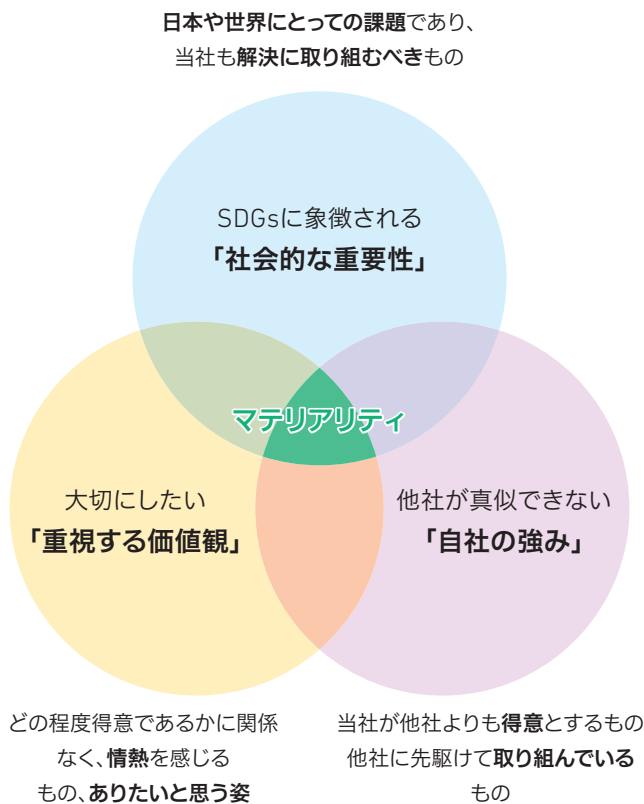 日本や世界にとっての課題であり、
当社も解決に取り組むべきもの
SDGsに象徴される
「社会的な重要性」
マテリアリティ
大切にしたい
「重視する価値観」
他社が真似できない
「自社の強み」
どの程度得意であるかに関係
なく、情熱を感じる
もの、ありたいと思う姿
当社が他社よりも得意とするもの
他社に先駆けて取り組んでいる
もの